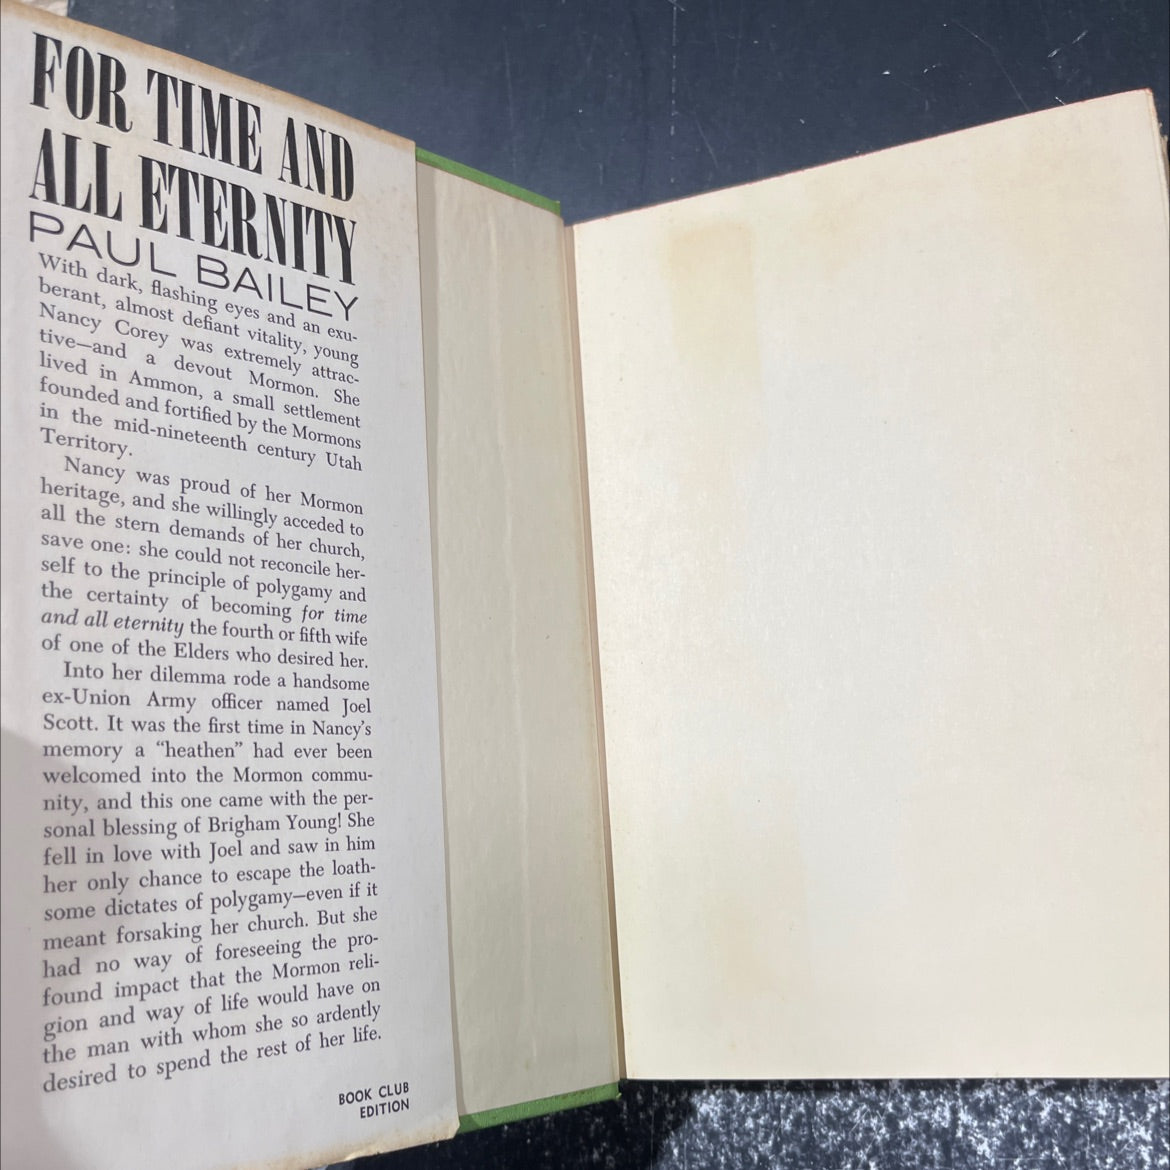 FOR TIME AND
ALL ETERNITY
PAUL BAILEY
With dark, flashing eyes and an exu-
berant, almost defiant vitality, young
Nancy Corey was extremely attrac-
tive—and a devout Mormon. She
lived in Ammon, a small settlement
founded and fortified by the Mormons
in the mid-nineteenth century Utah
Territory.
Nancy was proud of her Mormon
heritage, and she willingly acceded to
all the stern demands of her church,
save one: she could not reconcile her-
self to the principle of polygamy and
the certainty of becoming for time
and all eternity the fourth or fifth wife
of one of the Elders who desired her.
Into her dilemma rode a handsome
ex-Union Army officer named Joel
Scott. It was the first time in Nancy's
memory a “heathen” had ever been
welcomed into the Mormon commu-
nity, and this one came with the per-
sonal blessing of Brigham Young! She
fell in love with Joel and saw in him
her only chance to escape the loath-
some dictates of polygamy—even if it
meant forsaking her church. But she
had no way of foreseeing the pro-
found impact that the Mormon reli-
gion and way of life would have on
the man with whom she so ardently
desired to spend the rest of her life.
BOOK CLUB
EDITION